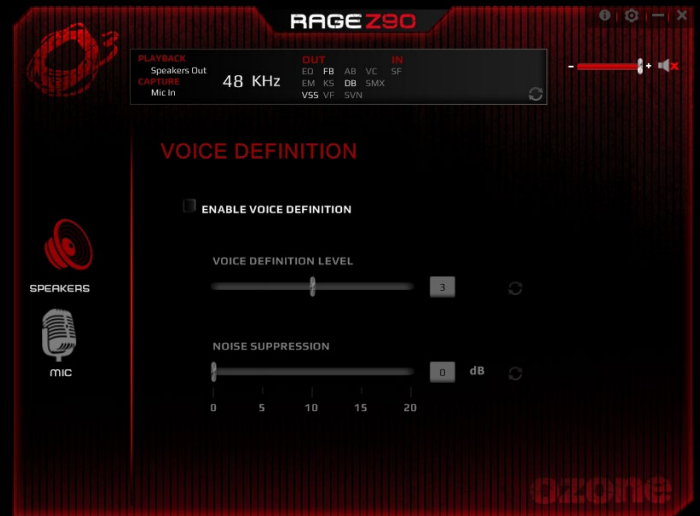 RAGE Z90
PLAYBACK
Speakers Out
CAPTURE
Mic In
48 KHz
OUT IN
EQ FB AB VC SF
EM KS DB SMX
VSS VF SVN
- +
VOICE DEFINITION
ENABLE VOICE DEFINITION
VOICE DEFINITION LEVEL
3
SPEAKERS
NOISE SUPPRESSION
0 dB
MIC
0 5 10 15 20
ozone